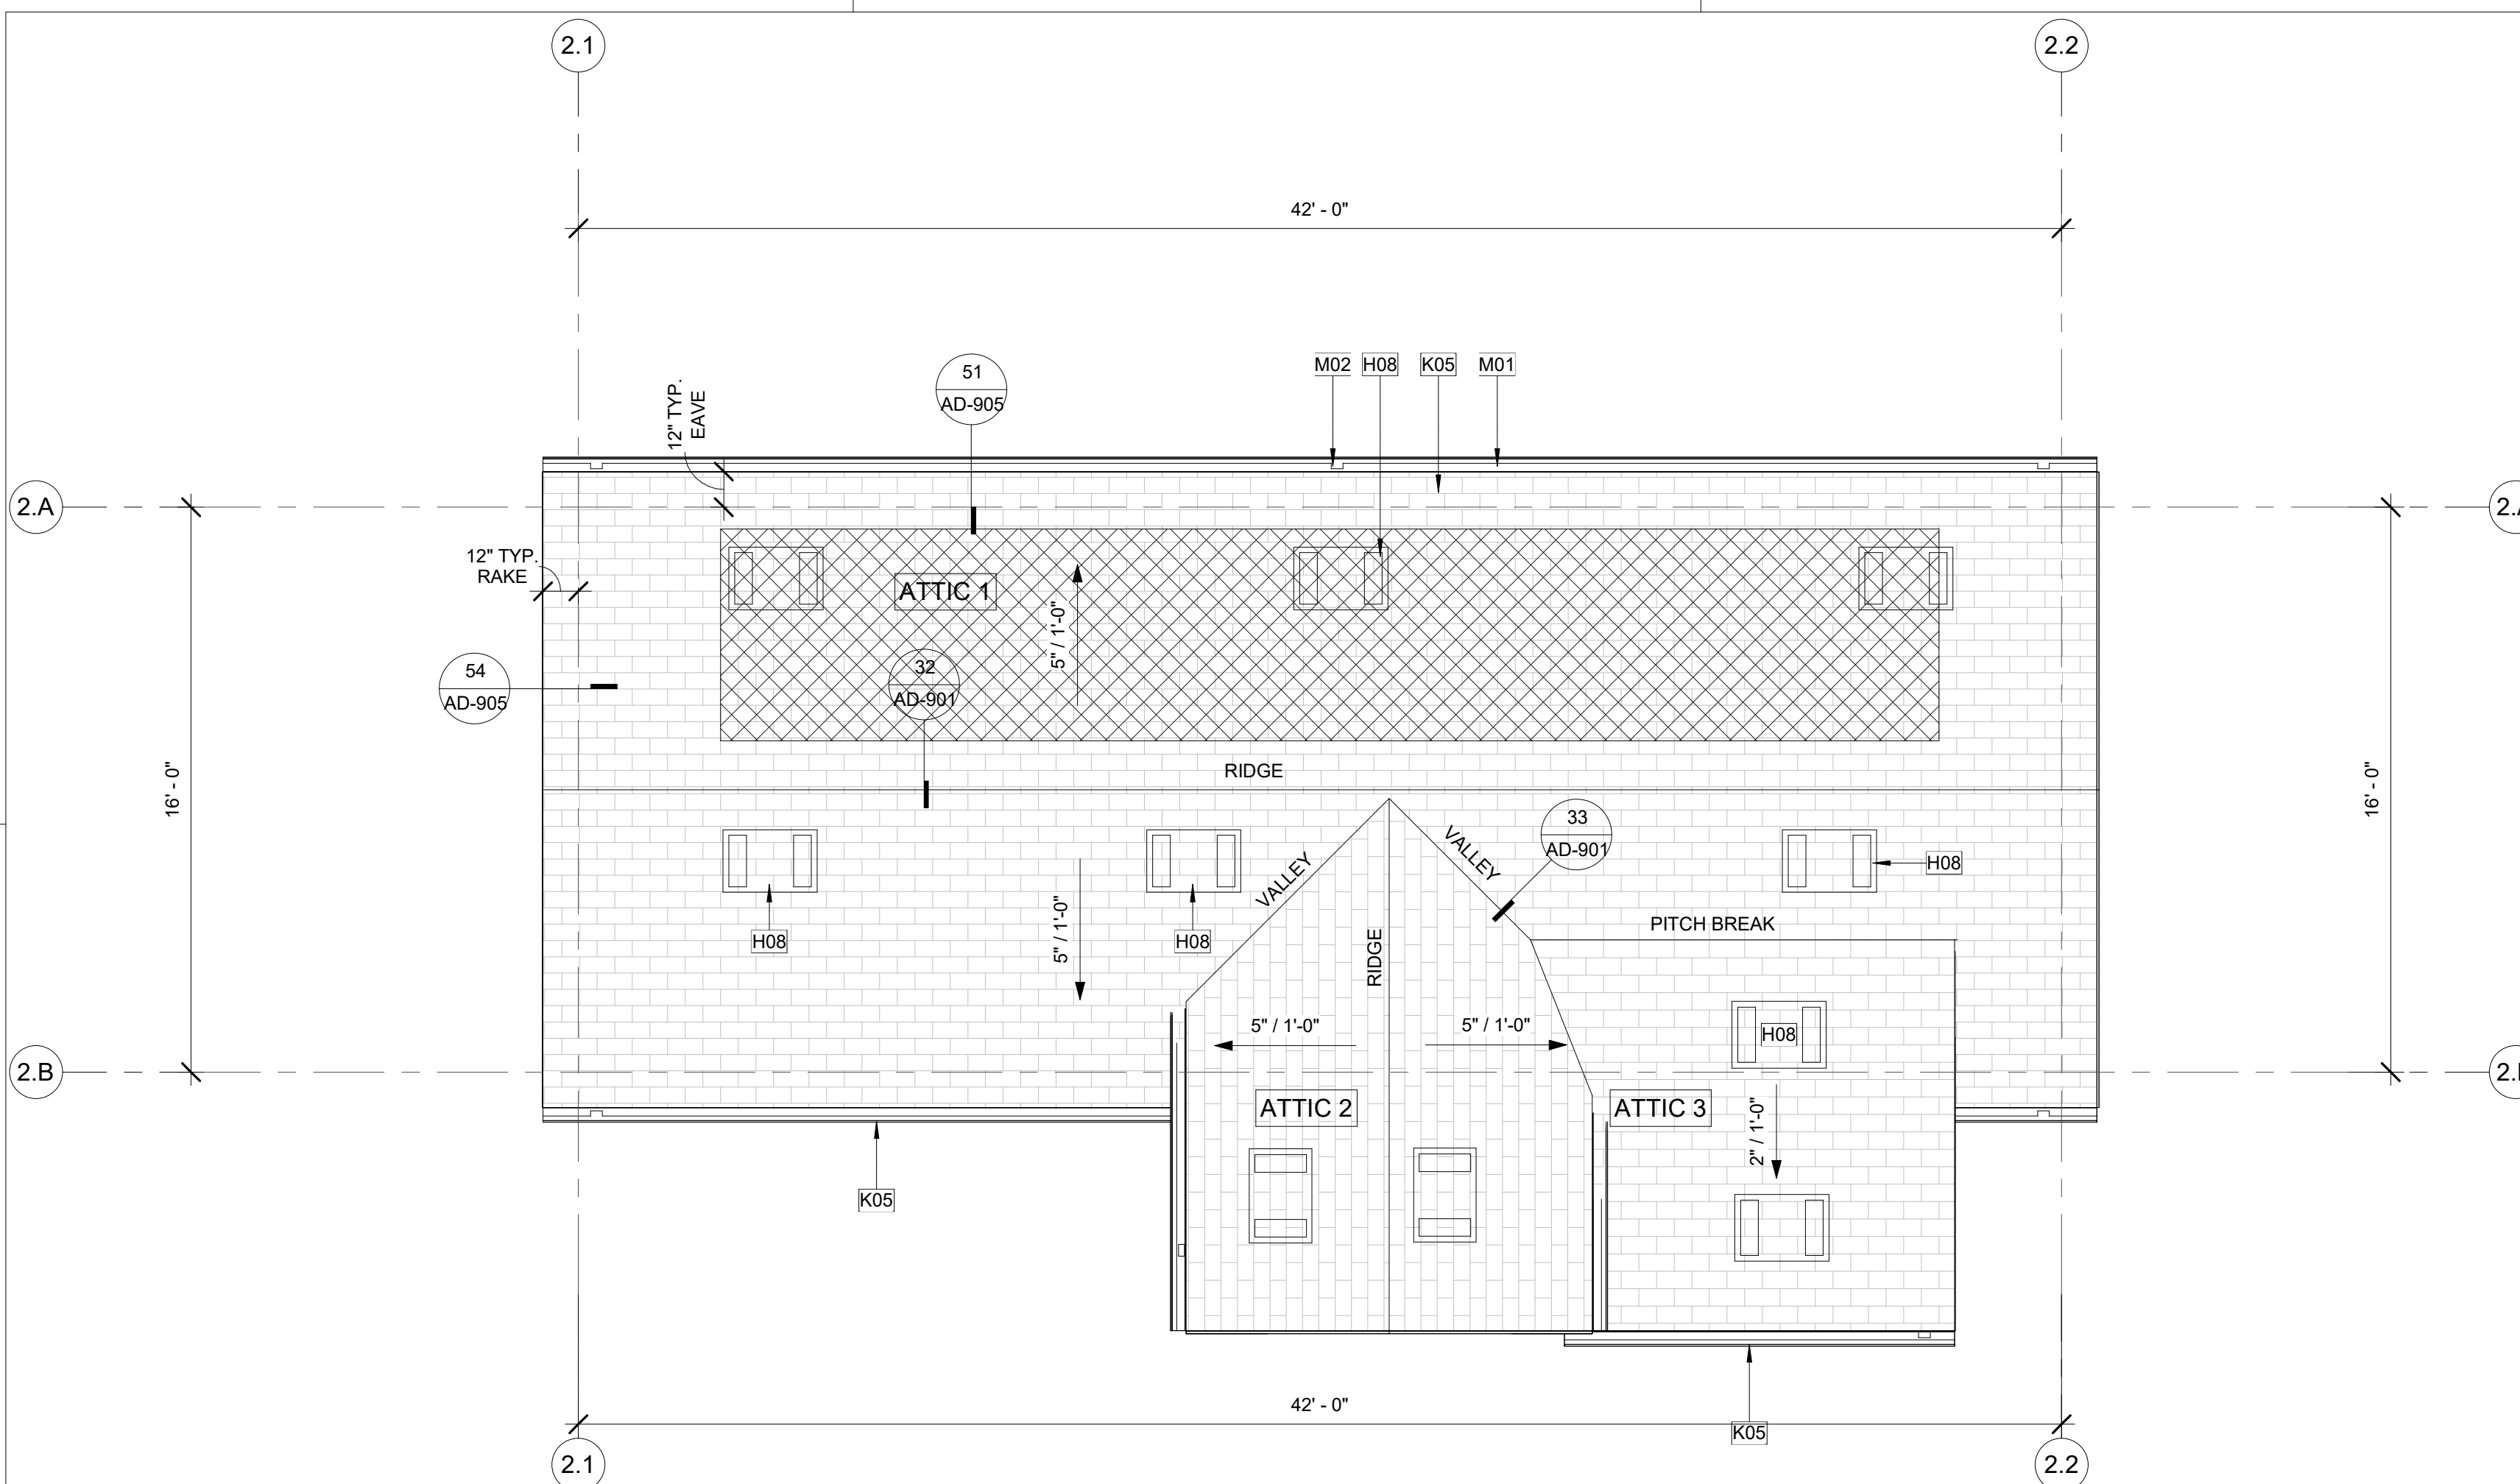 2.1
2.2
42' - 0"
M02
H08
K05
M01
51
AD-905
12" TYP.
EAVE
2.A
2.A
12" TYP.
RAKE
ATTIC 1
5" / 1'-0"
54
AD-905
32
AD-901
16' - 0"
16' - 0"
RIDGE
33
AD-901
VALLEY
VALLEY
H08
H08
H08
5" / 1'-0"
RIDGE
PITCH BREAK
5" / 1'-0"
5" / 1'-0"
H08
2.B
ATTIC 2
ATTIC 3
2" / 1'-0"
K05
42' - 0"
K05
2.1
2.2